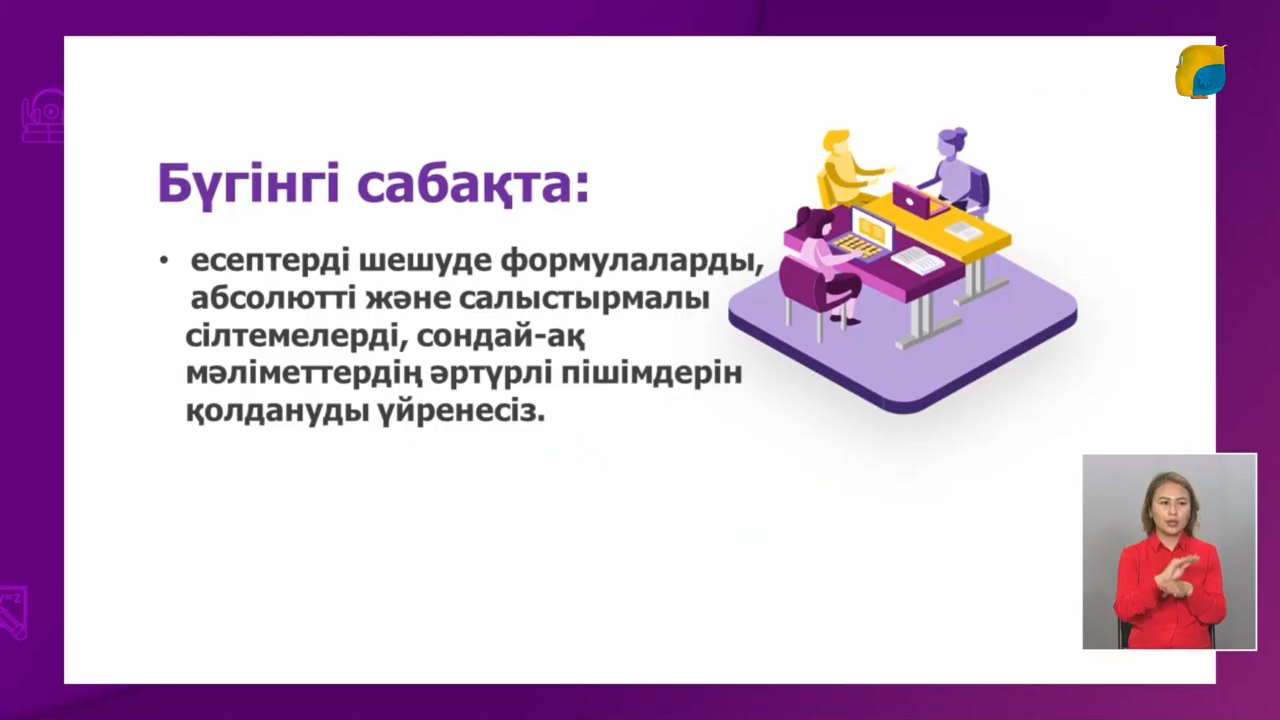 Бүгінгі сабақта:
• есептерді шешуде формулаларды,
абсолютті және салыстырмалы
сілтемелерді, сондай-ақ
мәліметтердің әртүрлі пішімдерін
қолдануды үйренесіз.